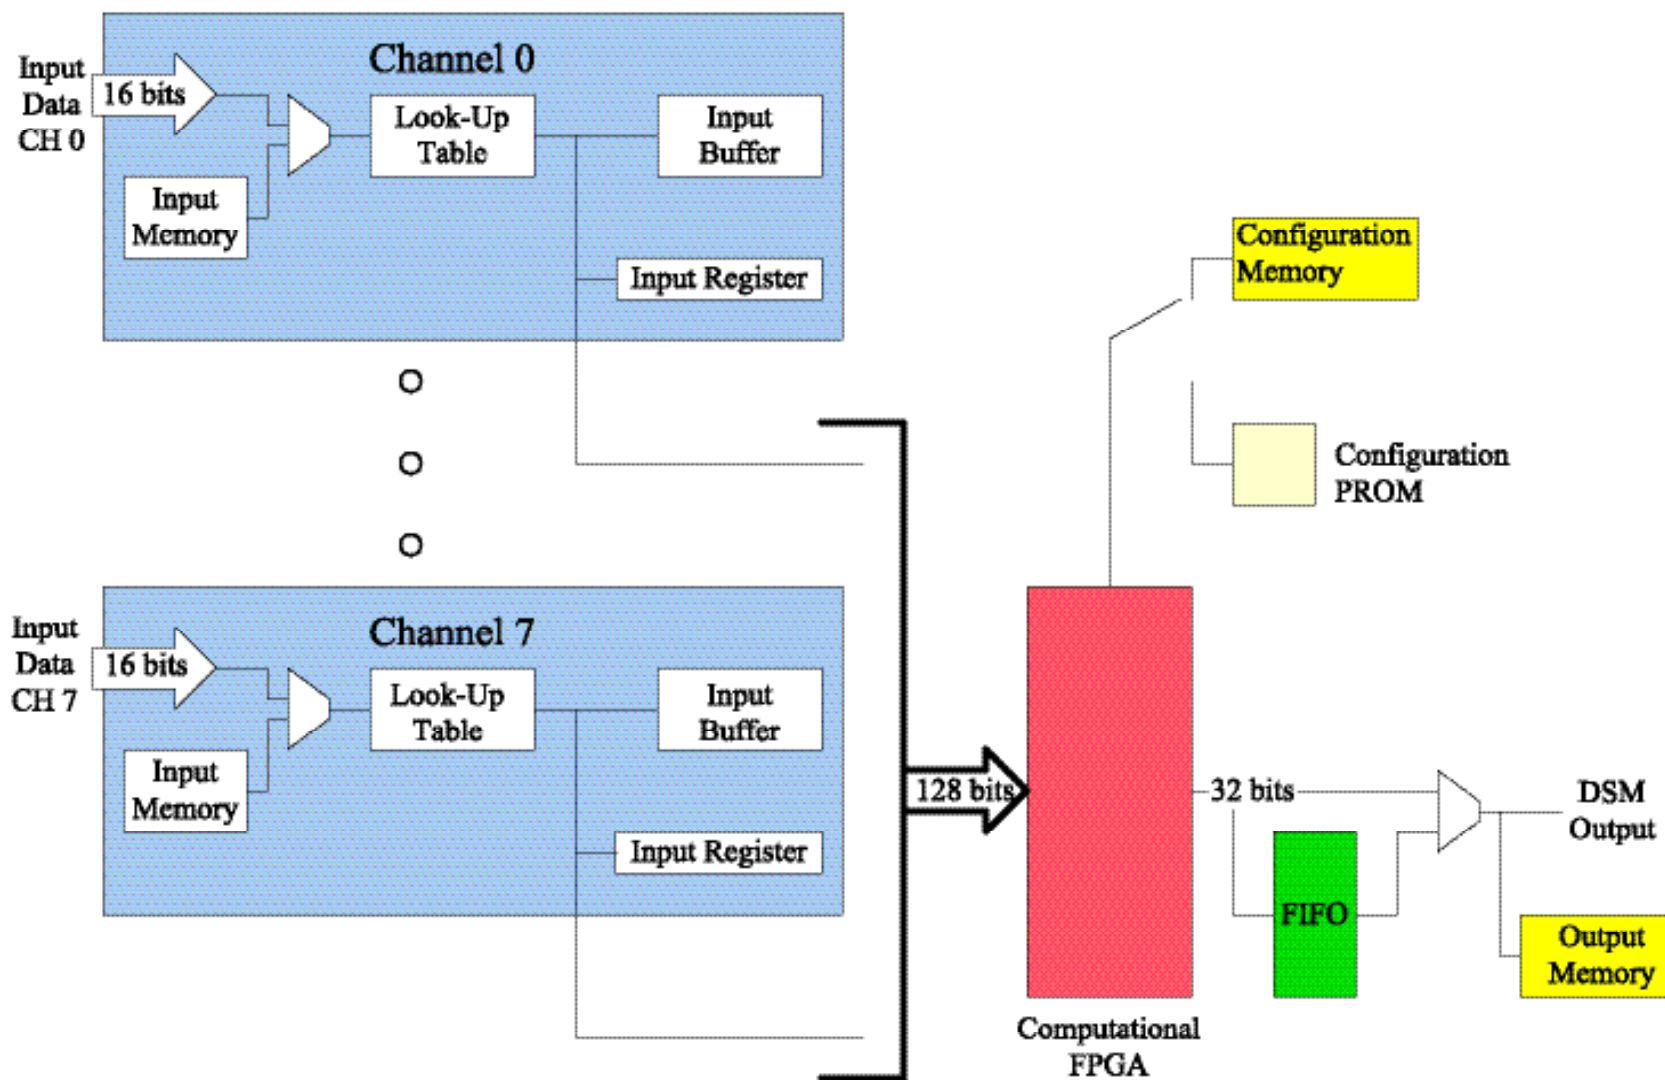 Channel 0
Input
Data
CH 0
16 bits
Look-Up
Table
Input
Buffer
Input
Memory
Input Register
Configuration
Memory
Configuration
PROM
Channel 7
Input
Data
CH 7
16 bits
Look-Up
Table
Input
Buffer
Input
Memory
Input Register
128 bits
32 bits
DSM
Output
FIFO
Output
Memory
Computational
FPGA